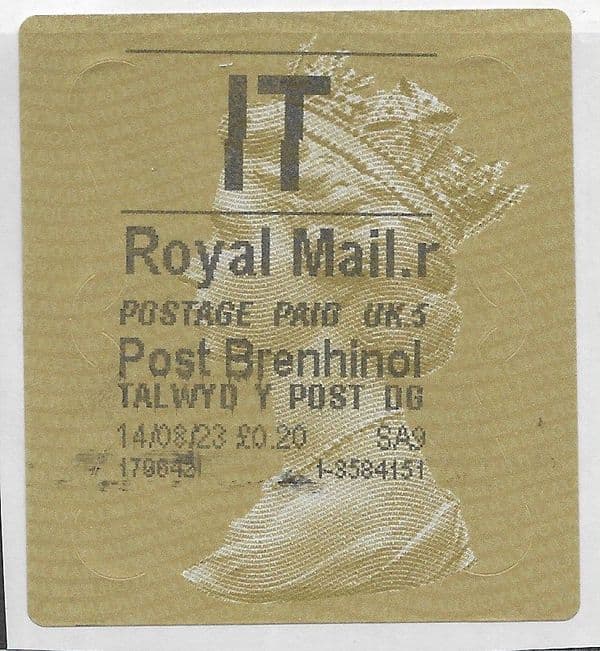 IT
Royal Mail.r
POSTAGE PAID UK.5
Post Brenhinol
TALWYD Y POST DG
14/08/23 £0.20 SA9
1-8584151